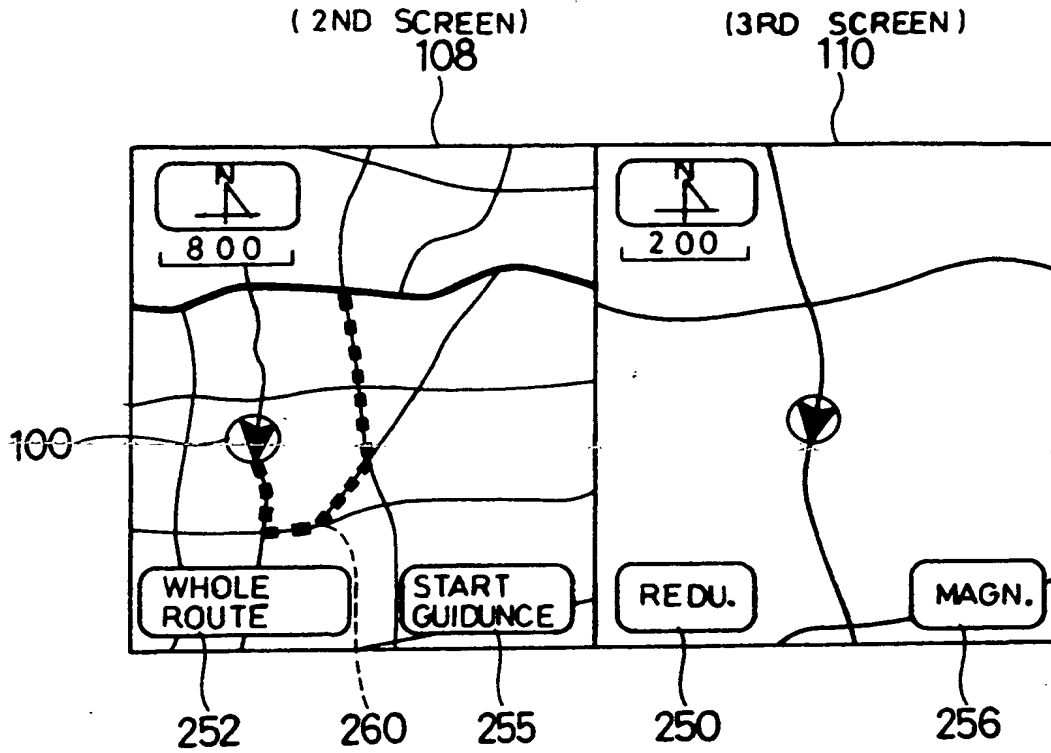 (2ND SCREEN)
108
(3RD SCREEN)
110
N
800
N
200
100
WHOLE
ROUTE
START
GUIDUNCE
REDU.
MAGN.
252
260
255
250
256